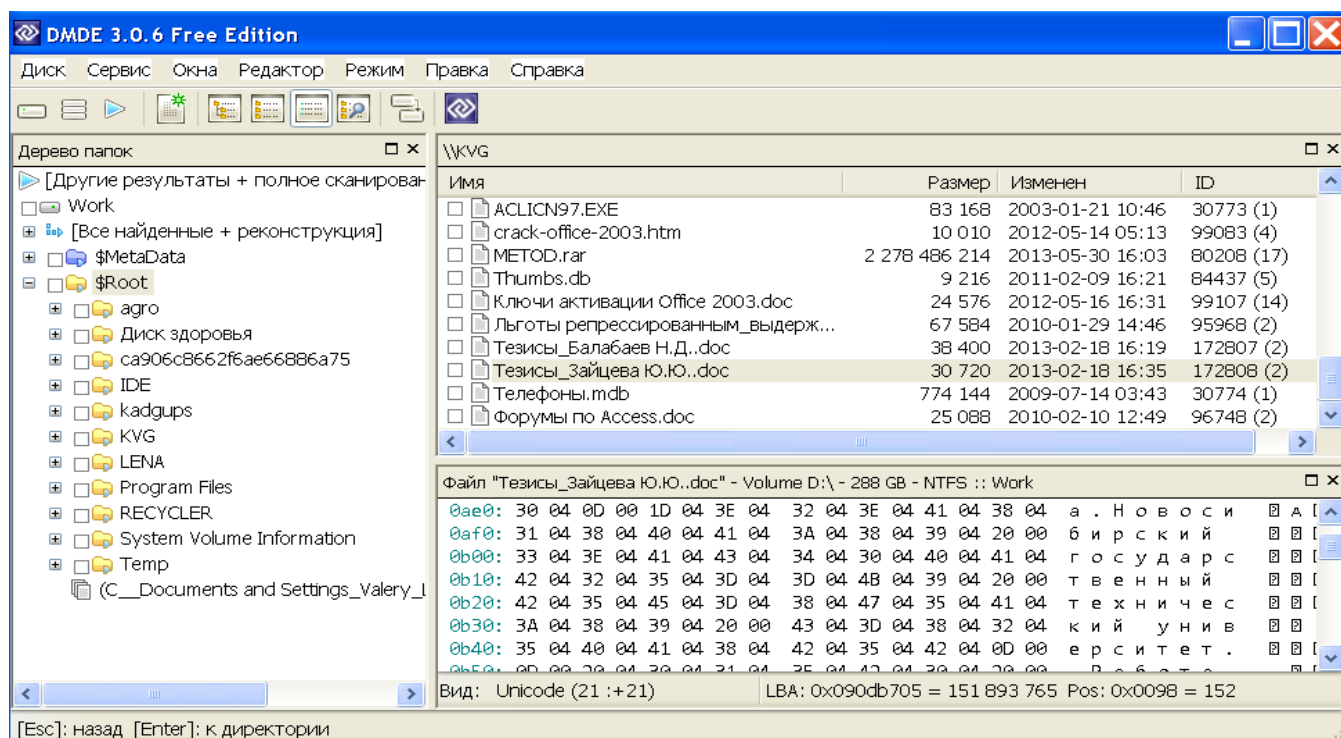 DMDE 3.0.6 Free Edition
Диск Сервис Окна Редактор Режим Правка Справка
Дерево папок
[Другие результаты + полное сканирован
Work
[Все найденные + реконструкция]
$MetaData
$Root
agro
Диск здоровья
ca906c8662f6ae66886a75
IDE
kadgups
KVG
LENA
Program Files
RECYCLER
System Volume Information
Temp
(C__Documents and Settings_Valery_L
\\KVG
Имя Размер Изменен ID
ACLICN97.EXE 83 168 2003-01-21 10:46 30773 (1)
crack-office-2003.htm 10 010 2012-05-14 05:13 99083 (4)
METOD.rar 2 278 486 214 2013-05-30 16:03 80208 (17)
Thumbs.db 9 216 2011-02-09 16:21 84437 (5)
Ключи активации Office 2003.doc 24 576 2012-05-16 16:31 99107 (14)
Льготы репрессированным_выдерж... 67 584 2010-01-29 14:46 95968 (2)
Тезисы_Балабаев Н.Д..doc 38 400 2013-02-18 16:19 172807 (2)
Тезисы_Зайцева Ю.Ю..doc 30 720 2013-02-18 16:35 172808 (2)
Телефоны.mdb 774 144 2009-07-14 03:43 30774 (1)
Форумы по Access.doc 25 088 2010-02-10 12:49 96748 (2)
Файл "Тезисы_Зайцева Ю.Ю..doc" - Volume D:\ - 288 GB - NTFS :: Work
0ae0: 30 04 0D 00 1D 04 3E 04 32 04 3E 04 41 04 38 04 а . Н о в о с и
0af0: 31 04 38 04 40 04 41 04 3A 04 38 04 39 04 20 00 б и р с к и й
0b00: 33 04 3E 04 41 04 43 04 34 04 30 04 40 04 41 04 г о с у д а р с
0b10: 42 04 32 04 35 04 3D 04 3D 04 4B 04 39 04 20 00 т в е н н ы й
0b20: 42 04 35 04 45 04 3D 04 38 04 47 04 35 04 41 04 т е х н и ч е с
0b30: 3A 04 38 04 39 04 20 00 43 04 3D 04 38 04 32 04 к и й у н и в
0b40: 35 04 40 04 41 04 38 04 42 04 35 04 42 04 0D 00 е р с и т е т .
Вид: Unicode (21 :+21) LBA: 0x090db705 = 151 893 765 Pos: 0x0098 = 152
[Esc]: назад [Enter]: к директории